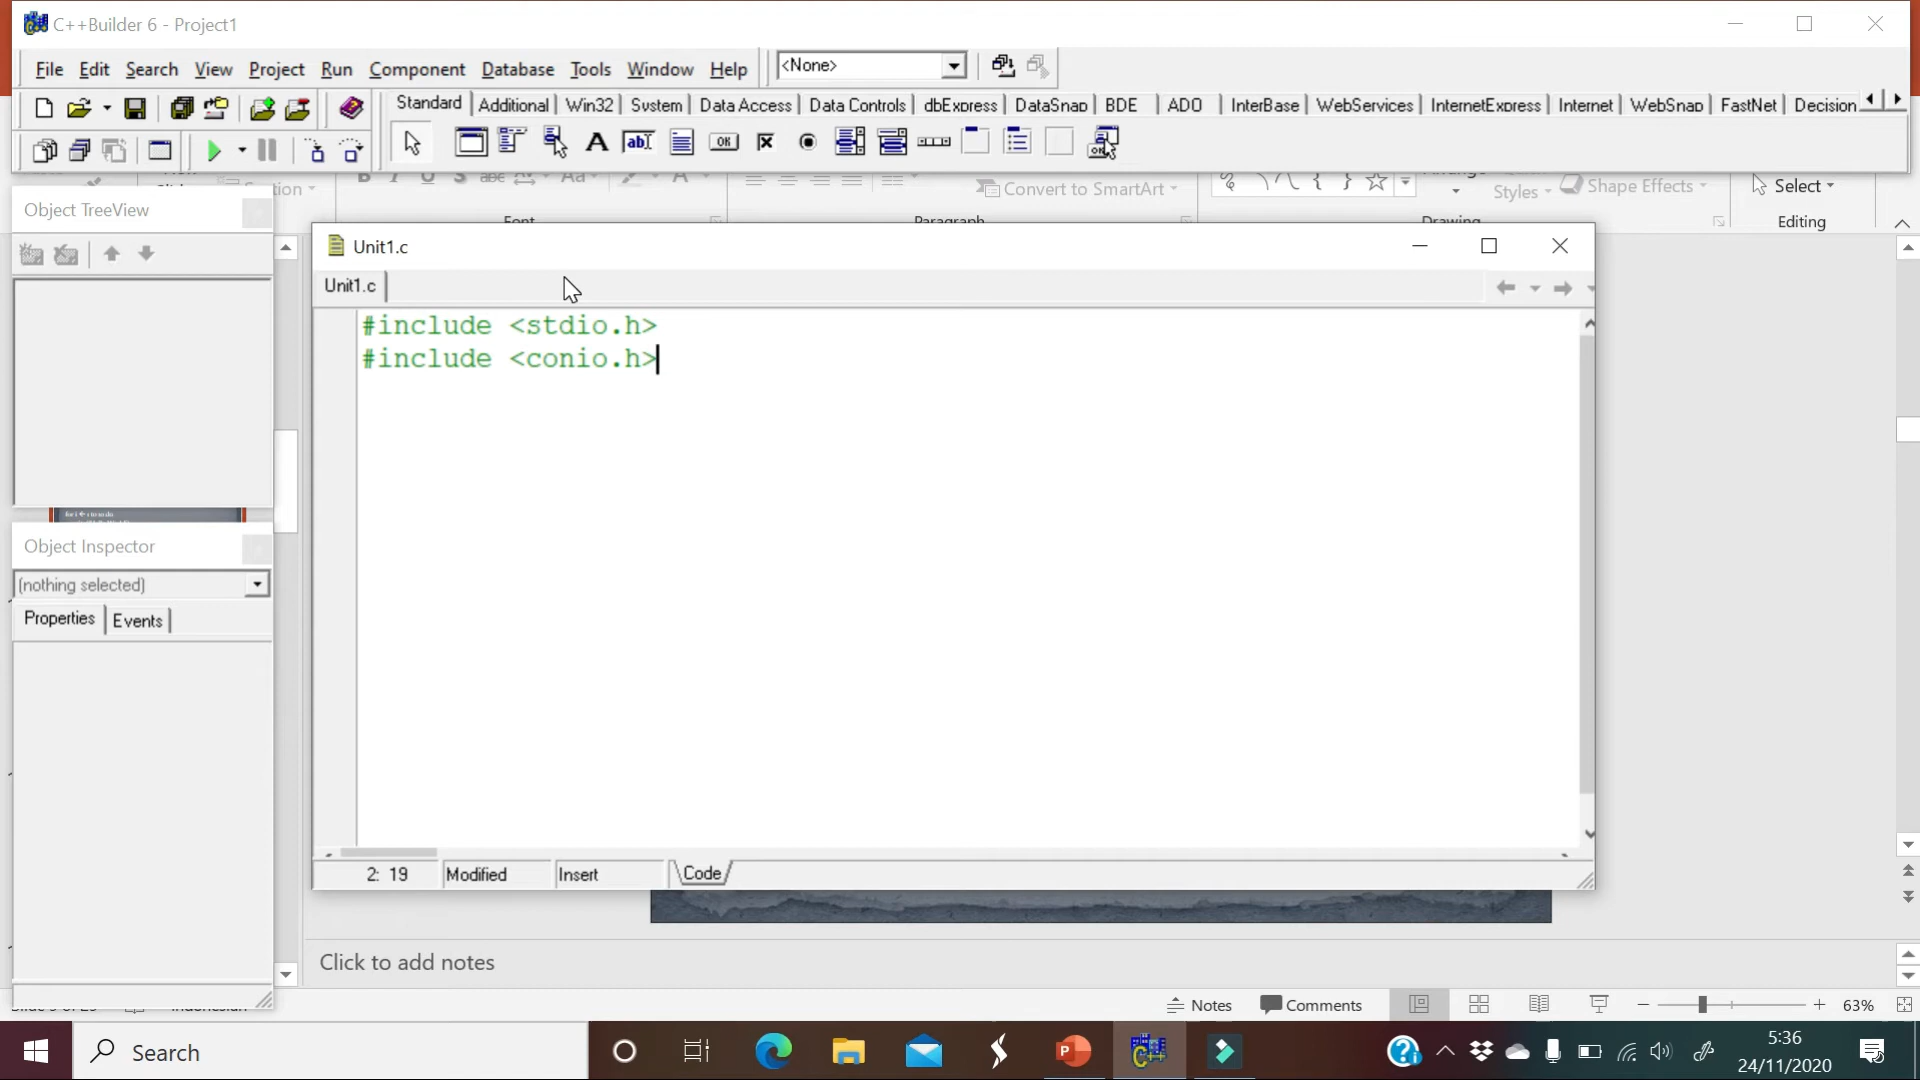 C++Builder 6 - Project1
File Edit Search View Project Run Component Database Tools Window Help
<None>
Standard Additional Win32 System Data Access Data Controls dbExpress DataSnap BDE ADO InterBase WebServices InternetExpress Internet WebSnap FastNet Decision
Convert to SmartArt
Styles
Shape Effects
Select
Font
Paragraph
Drawing
Editing
Object TreeView
Unit1.c
Unit1.c
#include <stdio.h>
#include <conio.h>
Object Inspector
(nothing selected)
Properties Events
2: 19 Modified Insert Code
Click to add notes
Notes Comments 63%
Search
5:36
24/11/2020